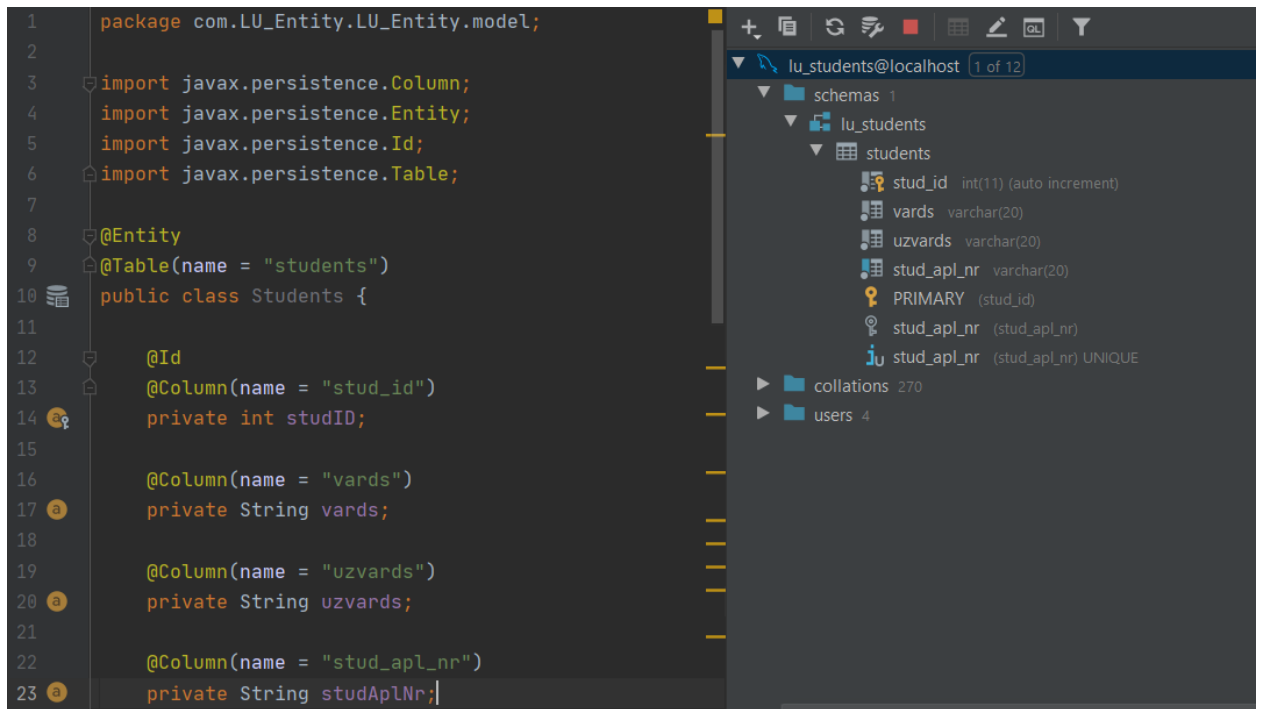 1 package com.LU_Entity.LU_Entity.model;
2
3 import javax.persistence.Column;
4 import javax.persistence.Entity;
5 import javax.persistence.Id;
6 import javax.persistence.Table;
7
8 @Entity
9 @Table(name = "students")
10 public class Students {
11
12 @Id
13 @Column(name = "stud_id")
14 private int studID;
15
16 @Column(name = "vards")
17 private String vards;
18
19 @Column(name = "uzvards")
20 private String uzvards;
21
22 @Column(name = "stud_apl_nr")
23 private String studAplNr;
QL
lu_students@localhost 1 of 12
schemas 1
lu_students
students
stud_id int(11) (auto increment)
vards varchar(20)
uzvards varchar(20)
stud_apl_nr varchar(20)
PRIMARY (stud_id)
stud_apl_nr (stud_apl_nr)
stud_apl_nr (stud_apl_nr) UNIQUE
collations 270
users 4